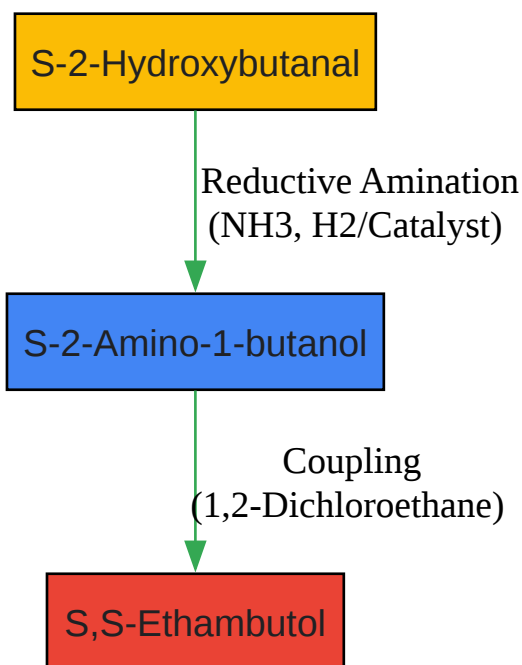 S-2-Hydroxybutanal
Reductive Amination
(NH3, H2/Catalyst)
S-2-Amino-1-butanol
Coupling
(1,2-Dichloroethane)
S,S-Ethambutol